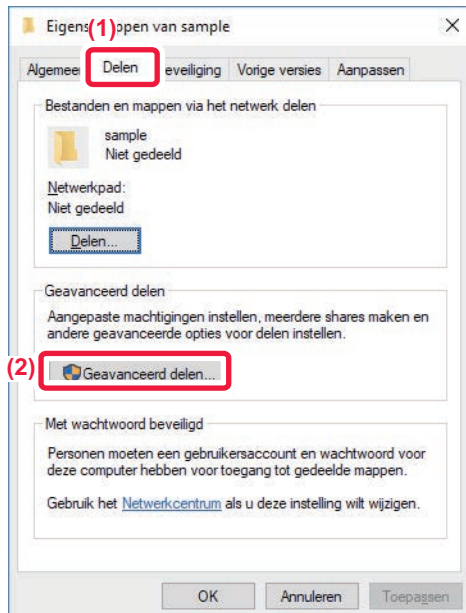 (1)
Eigens open van sample
Algemee Delen eveiliging Vorige versies Aanpassen
Bestanden en mappen via het netwerk delen
sample
Niet gedeeld
Netwerkpad:
Niet gedeeld
Delen...
Geavanceerd delen
Aangepaste machtigingen instellen, meerdere shares maken en
andere geavanceerde opties voor delen instellen.
(2)
Geavanceerd delen...
Met wachtwoord beveiligd
Personen moeten een gebruikersaccount en wachtwoord voor
deze computer hebben voor toegang tot gedeelde mappen.
Gebruik het Netwerkcentrum als u deze instelling wilt wijzigen.
OK Annuleren Toepassen